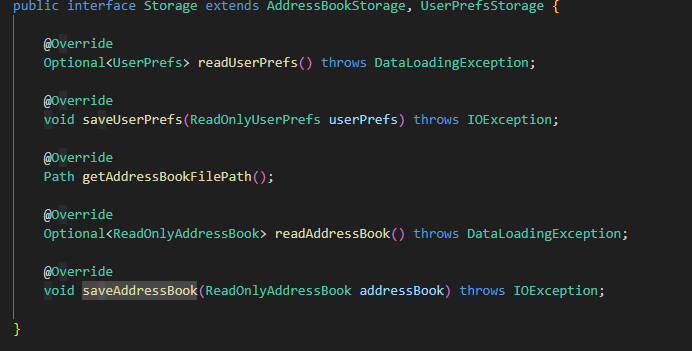 public interface Storage extends AddressBookStorage, UserPrefsStorage {
@Override
Optional<UserPrefs> readUserPrefs() throws DataLoadingException;
@Override
void saveUserPrefs(ReadOnlyUserPrefs userPrefs) throws IOException;
@Override
Path getAddressBookFilePath();
@Override
Optional<ReadOnlyAddressBook> readAddressBook() throws DataLoadingException;
@Override
void saveAddressBook(ReadOnlyAddressBook addressBook) throws IOException;
}